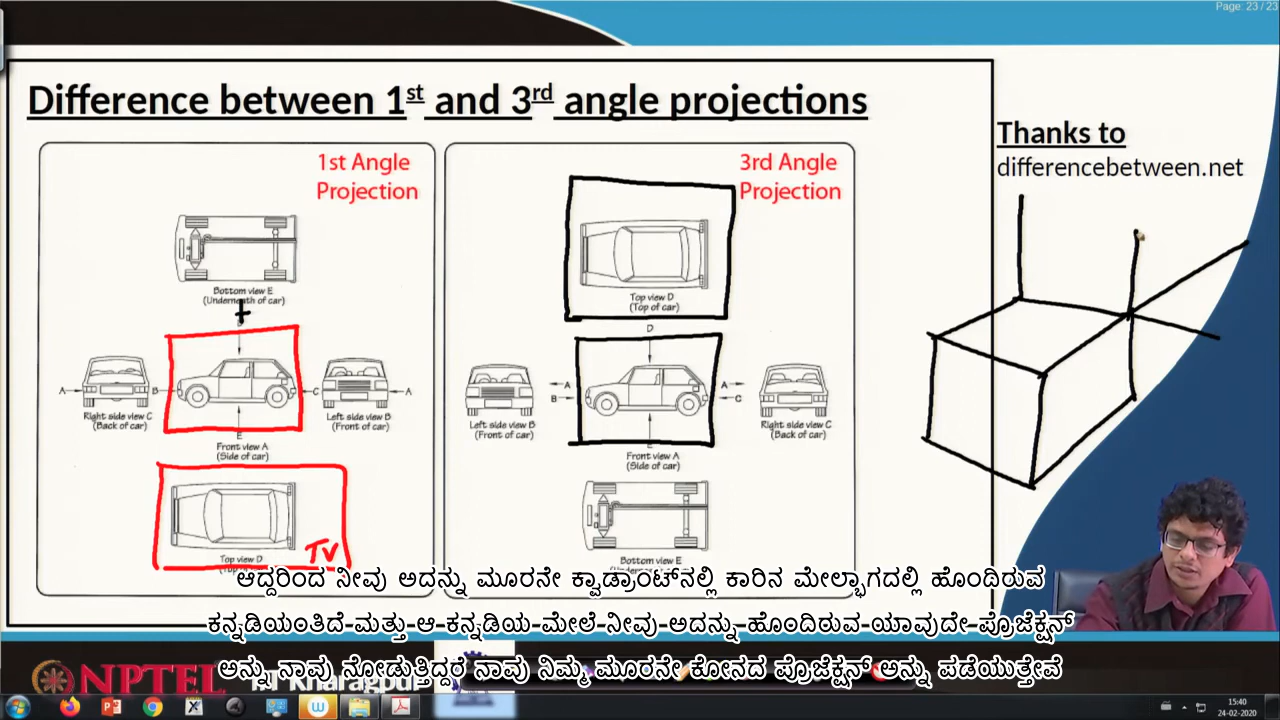 Page: 23 / 23
Difference between 1st and 3rd angle projections
Thanks to
differencebetween.net
1st Angle
Projection
Bottom view E
(Underneath of car)
A
Right side view C
(Back of car)
B
C
Left side view B
(Front of car)
A
E
Front view A
(Side of car)
Top view D
TV
3rd Angle
Projection
Top view D
(Top of car)
D
Left side view B
(Front of car)
A
B
A
C
Right side view C
(Back of car)
E
Front view A
(Side of car)
Bottom view E
ಆದ್ದರಿಂದ ನೀವು ಅದನ್ನು ಮೂರನೇ ಕ್ವಾಡ್ರಾಂಟ್‌ನಲ್ಲಿ ಕಾರಿನ ಮೇಲ್ಭಾಗದಲ್ಲಿ ಹೊಂದಿರುವ
ಕನ್ನಡಿಯಂತಿದೆ ಮತ್ತು ಆ ಕನ್ನಡಿಯ ಮೇಲೆ ನೀವು ಅದನ್ನು ಹೊಂದಿರುವ ಯಾವುದೇ ಪ್ರೊಜೆಕ್ಷನ್
ಅನ್ನು ನಾವು ನೋಡುತ್ತಿದ್ದರೆ ನಾವು ನಿಮ್ಮ ಮೂರನೇ ಕೋನದ ಪ್ರೊಜೆಕ್ಷನ್ ಅನ್ನು ಪಡೆಯುತ್ತೇವೆ
NPTEL
Kharagpur
15:40
24-02-2020